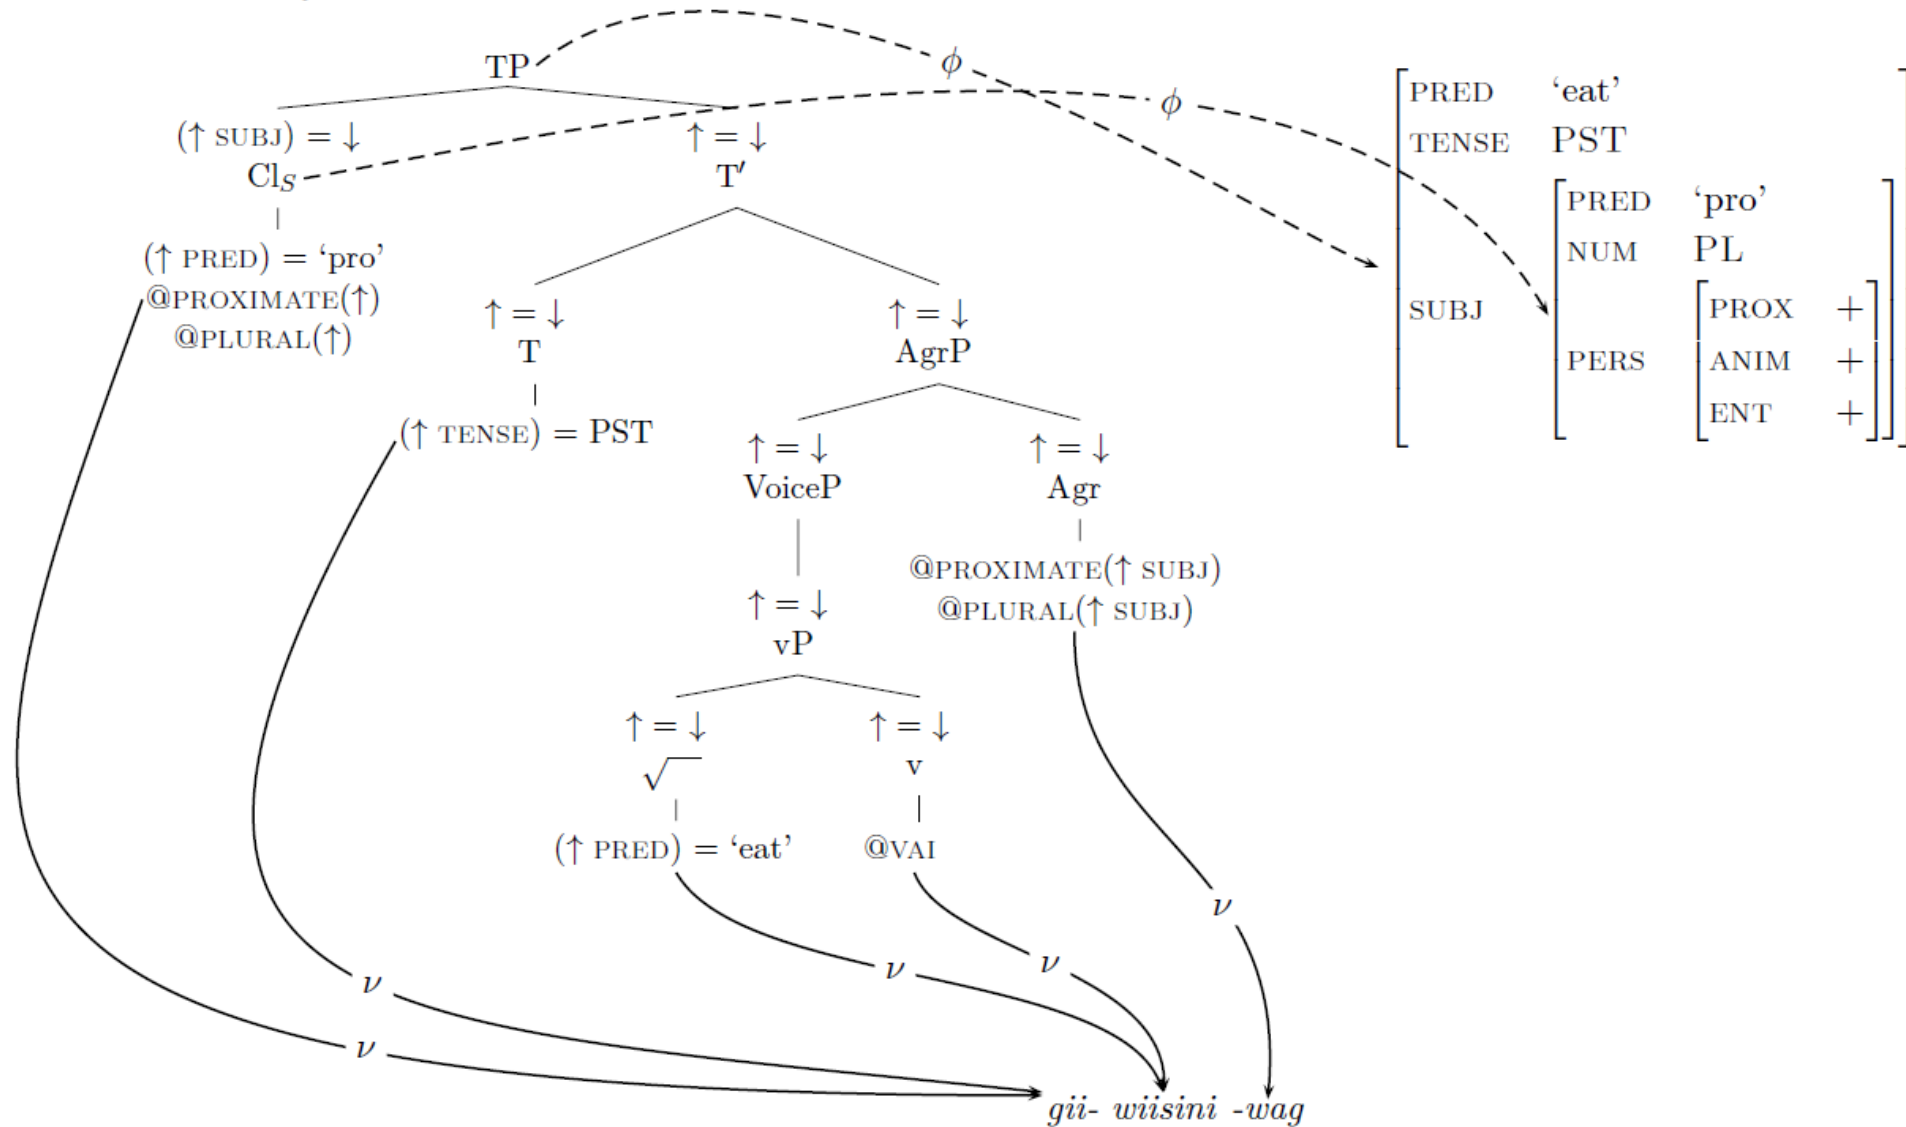 TP
ϕ
ϕ
(↑ SUBJ) = ↓
↑ = ↓
Cl_S
T′
(↑ PRED) = ‘pro’
@PROXIMATE(↑)
@PLURAL(↑)
↑ = ↓
↑ = ↓
T
AgrP
(↑ TENSE) = PST
↑ = ↓
↑ = ↓
VoiceP
Agr
@PROXIMATE(↑ SUBJ)
@PLURAL(↑ SUBJ)
↑ = ↓
vP
↑ = ↓
↑ = ↓
√
v
(↑ PRED) = ‘eat’
@VAI
ν
ν
ν
ν
ν
gii- wiisini -wag
PRED ‘eat’
TENSE PST
SUBJ
PRED ‘pro’
NUM PL
PERS
PROX +
ANIM +
ENT +